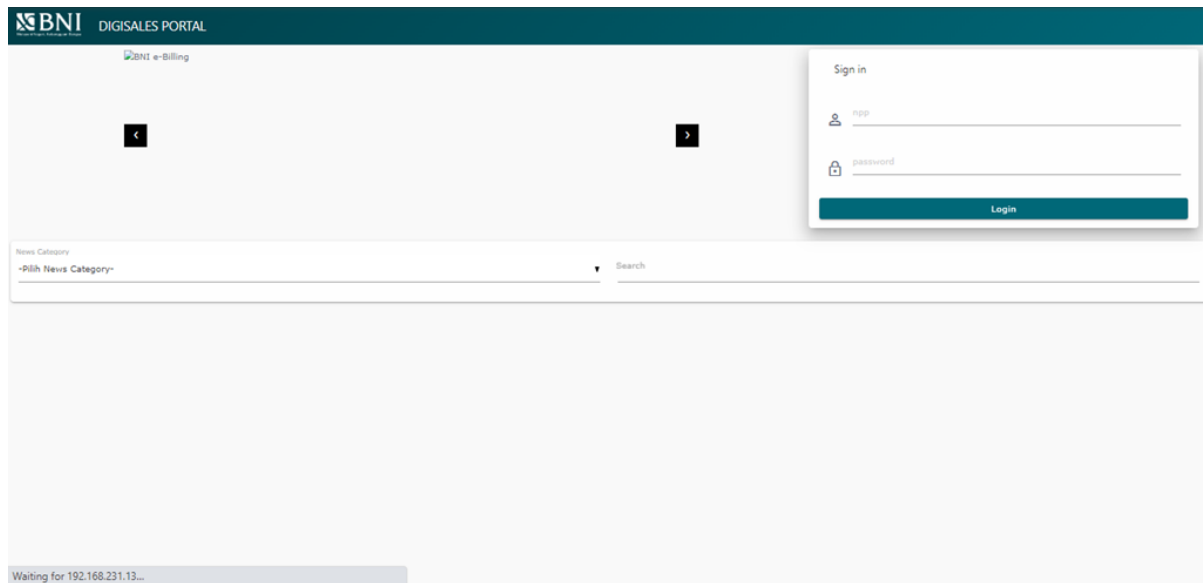 BNI
DIGISALES PORTAL
BNI e-Billing
Sign in
npp
password
Login
News Category
-Pilih News Category-
Search
Waiting for 192.168.231.13...